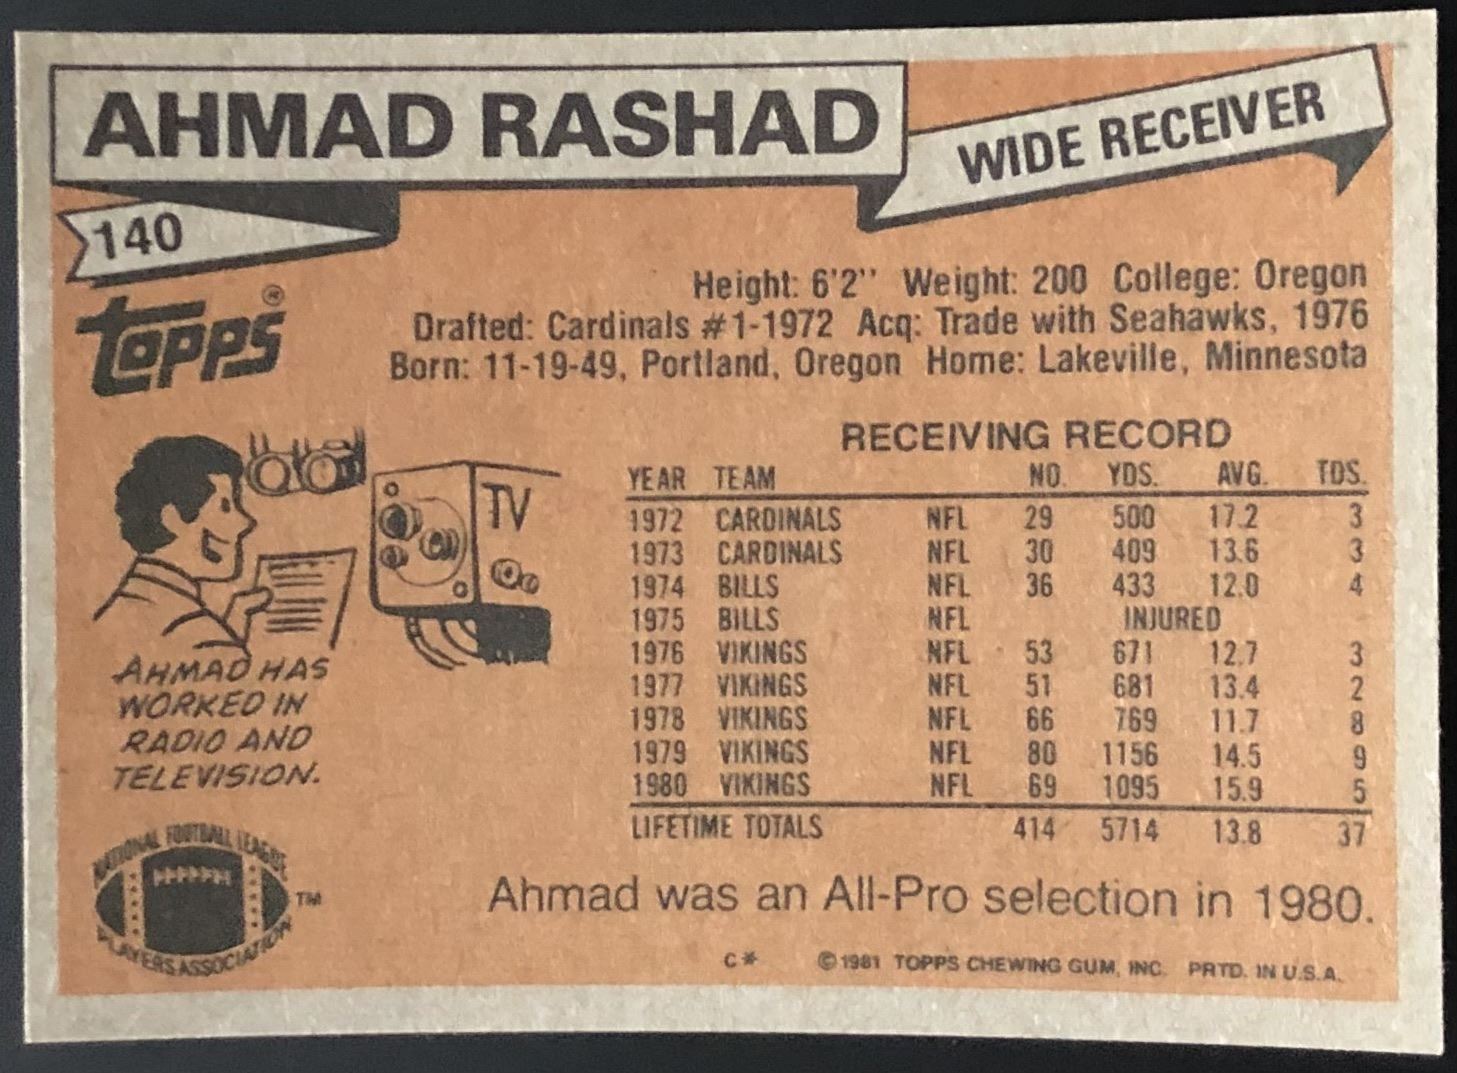 AHMAD RASHAD
WIDE RECEIVER
140
TOPPS®
Height: 6'2'' Weight: 200 College: Oregon
Drafted: Cardinals #1-1972 Acq: Trade with Seahawks, 1976
Born: 11-19-49, Portland, Oregon Home: Lakeville, Minnesota
RECEIVING RECORD
YEAR TEAM NO. YDS. AVG. TDS.
1972 CARDINALS NFL 29 500 17.2 3
1973 CARDINALS NFL 30 409 13.6 3
1974 BILLS NFL 36 433 12.0 4
1975 BILLS NFL INJURED
1976 VIKINGS NFL 53 671 12.7 3
1977 VIKINGS NFL 51 681 13.4 2
1978 VIKINGS NFL 66 769 11.7 8
1979 VIKINGS NFL 80 1156 14.5 9
1980 VIKINGS NFL 69 1095 15.9 5
LIFETIME TOTALS 414 5714 13.8 37
TV
AHMAD HAS
WORKED IN
RADIO AND
TELEVISION.
NATIONAL FOOTBALL LEAGUE
PLAYERS ASSOCIATION
TM
Ahmad was an All-Pro selection in 1980.
C* ©1981 TOPPS CHEWING GUM, INC. PRTD. IN U.S.A.